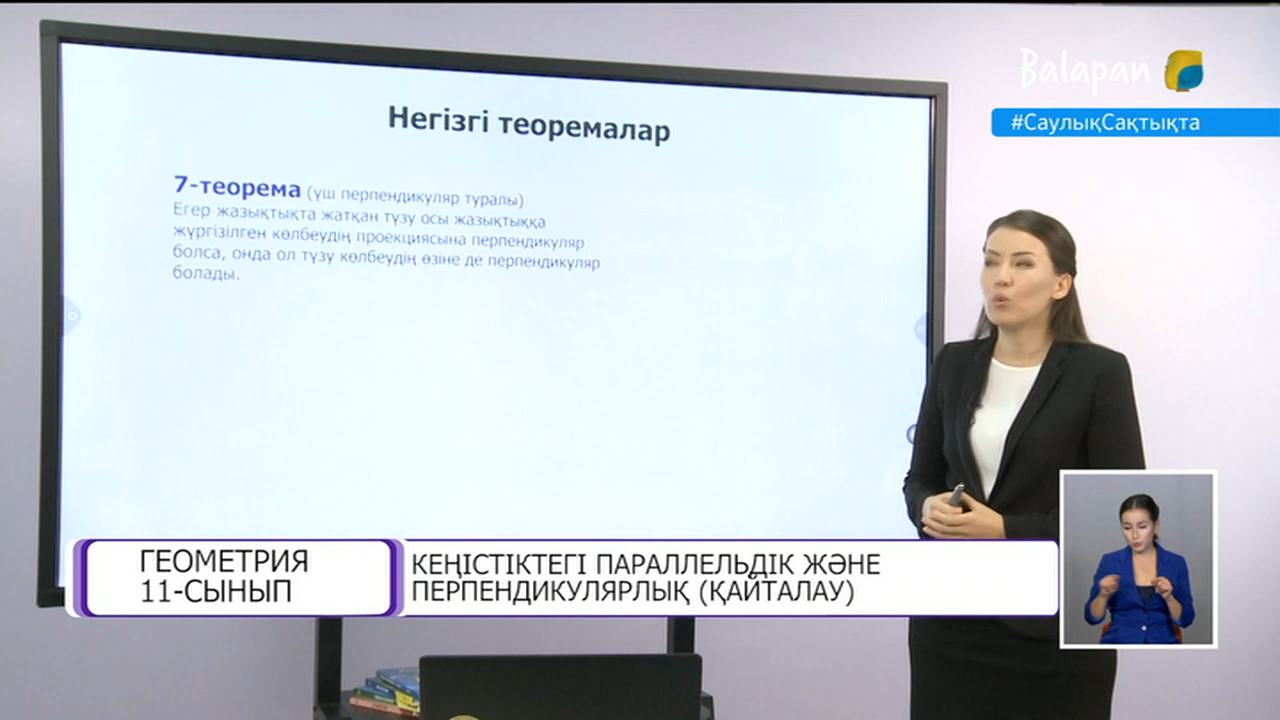 Balapan
#СаулықСақтықта
Негізгі теоремалар
7-теорема (үш перпендикуляр туралы)
Егер жазықтықта жатқан түзу осы жазықтыққа
жүргізілген көлбеудің проекциясына перпендикуляр
болса, онда ол түзу көлбеудің өзіне де перпендикуляр
болады.
ГЕОМЕТРИЯ
11-СЫНЫП
КЕҢІСТІКТЕГІ ПАРАЛЛЕЛЬДІК ЖӘНЕ
ПЕРПЕНДИКУЛЯРЛЫҚ (ҚАЙТАЛАУ)